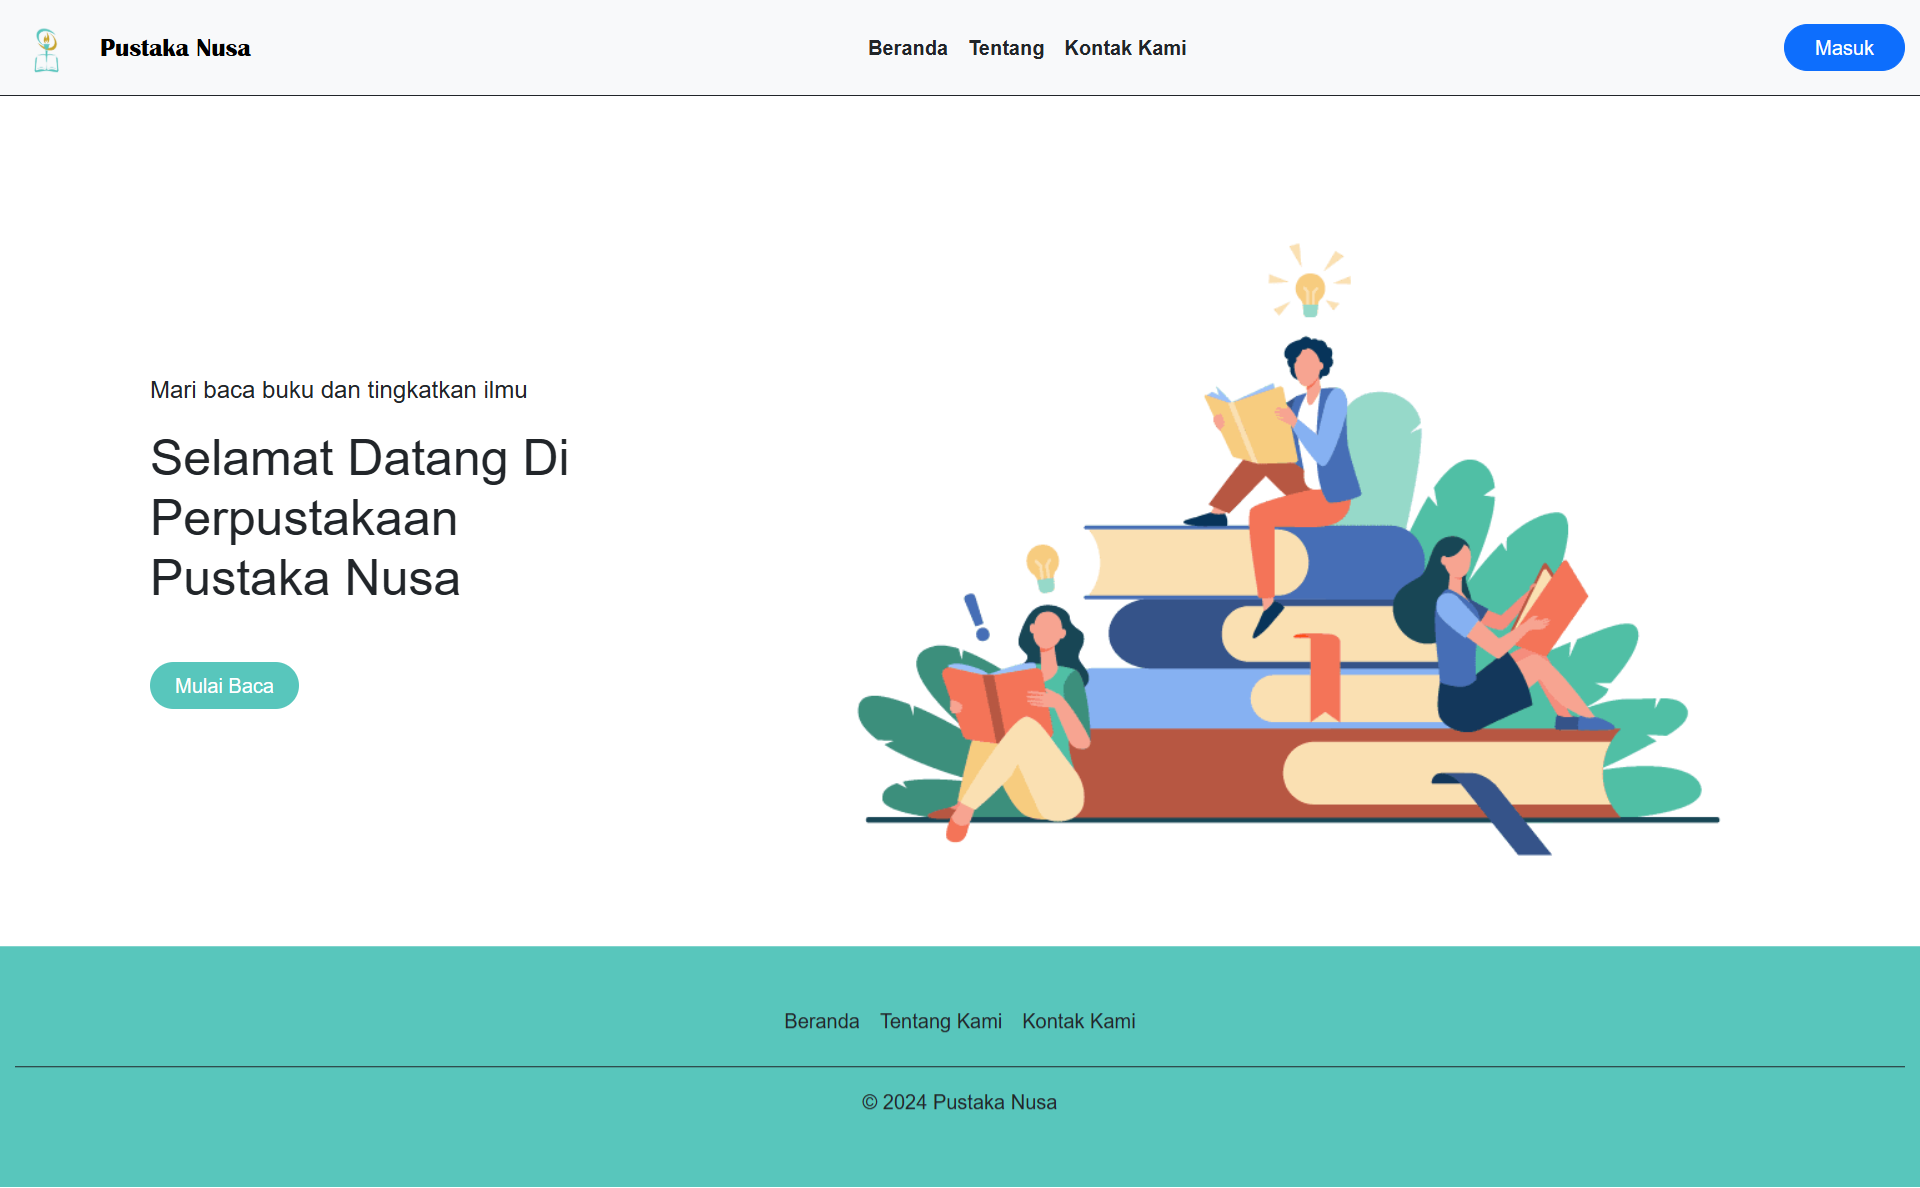 Pustaka Nusa
Beranda Tentang Kontak Kami
Masuk
Mari baca buku dan tingkatkan ilmu
Selamat Datang Di
Perpustakaan
Pustaka Nusa
Mulai Baca
Beranda Tentang Kami Kontak Kami
© 2024 Pustaka Nusa